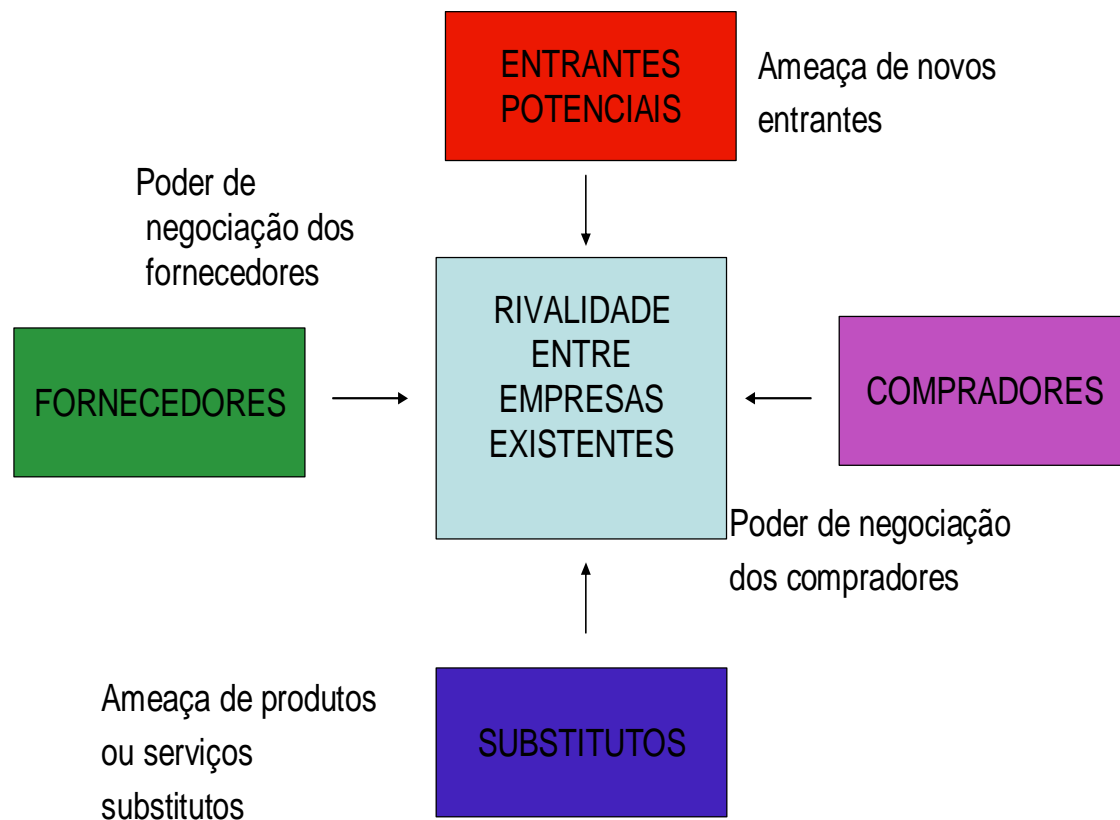 ENTRANTES
POTENCIAIS
Ameaça de novos
entrantes
Poder de
negociação dos
fornecedores
FORNECEDORES
RIVALIDADE
ENTRE
EMPRESAS
EXISTENTES
COMPRADORES
Poder de negociação
dos compradores
Ameaça de produtos
ou serviços
substitutos
SUBSTITUTOS